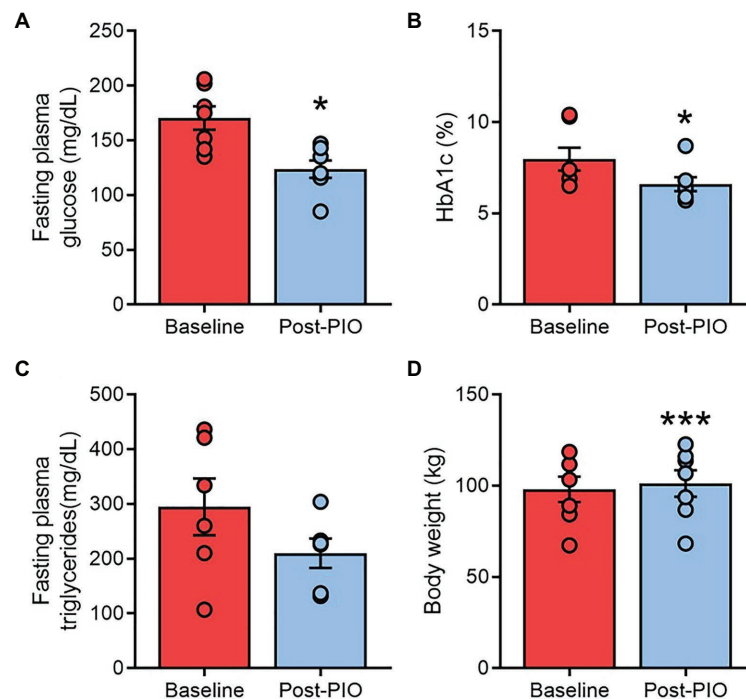 A
Fasting plasma
glucose (mg/dL)
250
200
150
100
50
0
*
Baseline
Post-PIO
B
HbA1c (%)
15
10
5
0
*
Baseline
Post-PIO
C
Fasting plasma
triglycerides(mg/dL)
500
400
300
200
100
0
Baseline
Post-PIO
D
Body weight (kg)
150
100
50
0
***
Baseline
Post-PIO